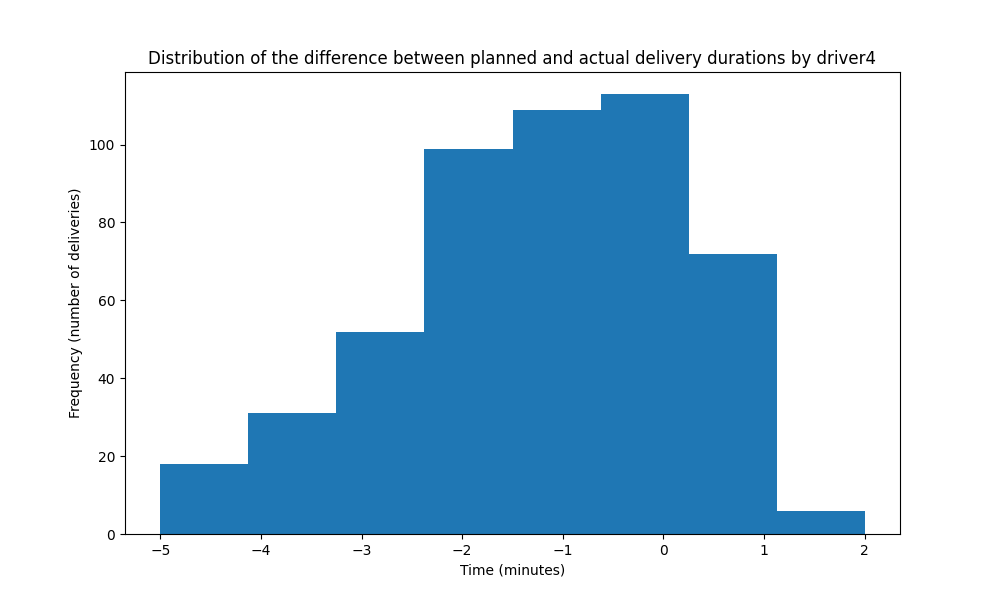 Distribution of the difference between planned and actual delivery durations by driver4
Frequency (number of deliveries)
100
80
60
40
20
0
−5 −4 −3 −2 −1 0 1 2
Time (minutes)